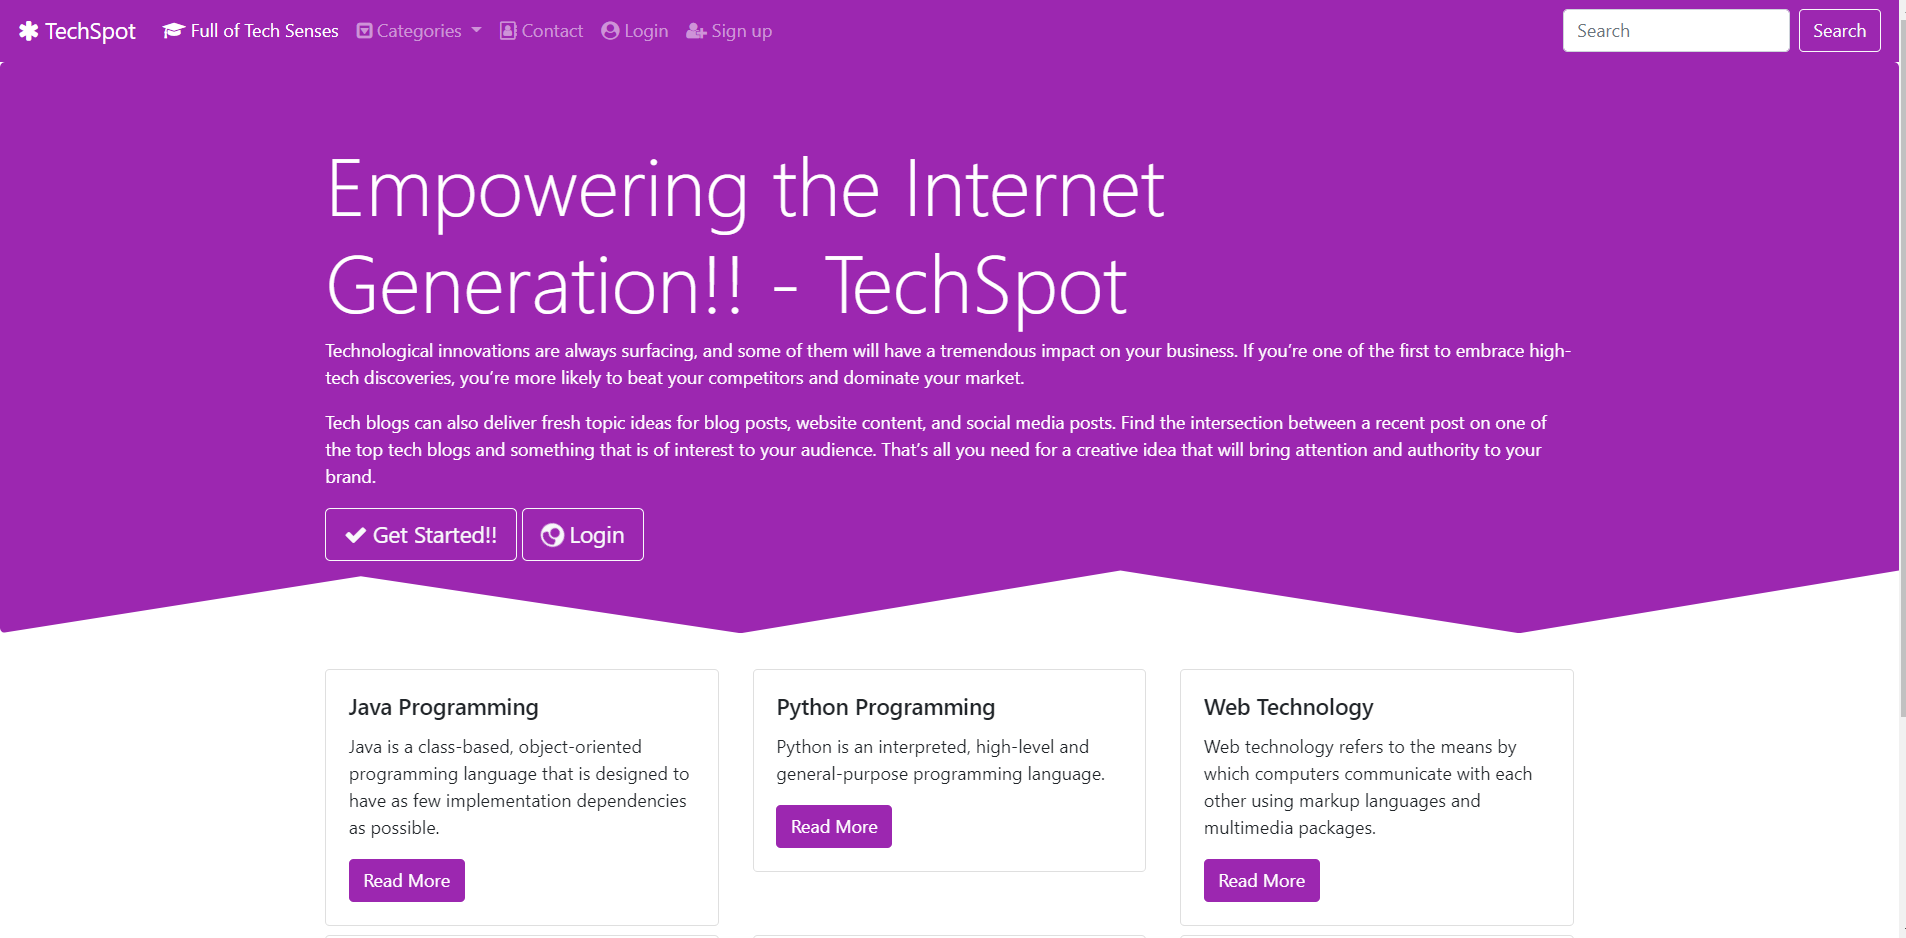 TechSpot Full of Tech Senses Categories Contact Login Sign up Search Search
Empowering the Internet
Generation!! - TechSpot
Technological innovations are always surfacing, and some of them will have a tremendous impact on your business. If you’re one of the first to embrace high-
tech discoveries, you’re more likely to beat your competitors and dominate your market.
Tech blogs can also deliver fresh topic ideas for blog posts, website content, and social media posts. Find the intersection between a recent post on one of
the top tech blogs and something that is of interest to your audience. That’s all you need for a creative idea that will bring attention and authority to your
brand.
Get Started!! Login
Java Programming
Java is a class-based, object-oriented
programming language that is designed to
have as few implementation dependencies
as possible.
Read More
Python Programming
Python is an interpreted, high-level and
general-purpose programming language.
Read More
Web Technology
Web technology refers to the means by
which computers communicate with each
other using markup languages and
multimedia packages.
Read More